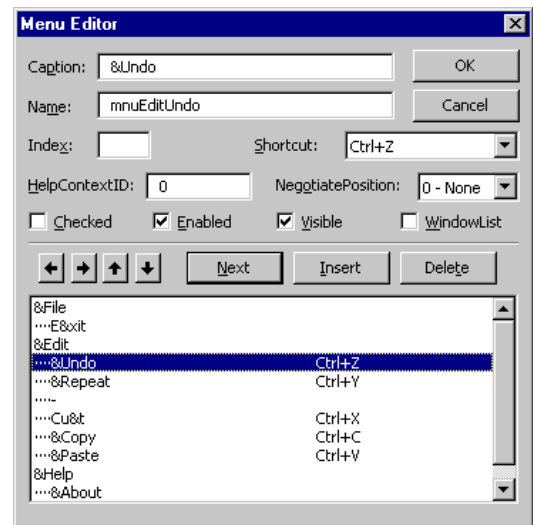 Menu Editor
Caption: &Undo OK
Name: mnuEditUndo Cancel
Index: Shortcut: Ctrl+Z
HelpContextID: 0 NegotiatePosition: 0 - None
Checked Enabled Visible WindowList
Next Insert Delete
&File
····E&xit
&Edit
····&Undo Ctrl+Z
····&Repeat Ctrl+Y
····-
····Cu&t Ctrl+X
····&Copy Ctrl+C
····&Paste Ctrl+V
&Help
····&About